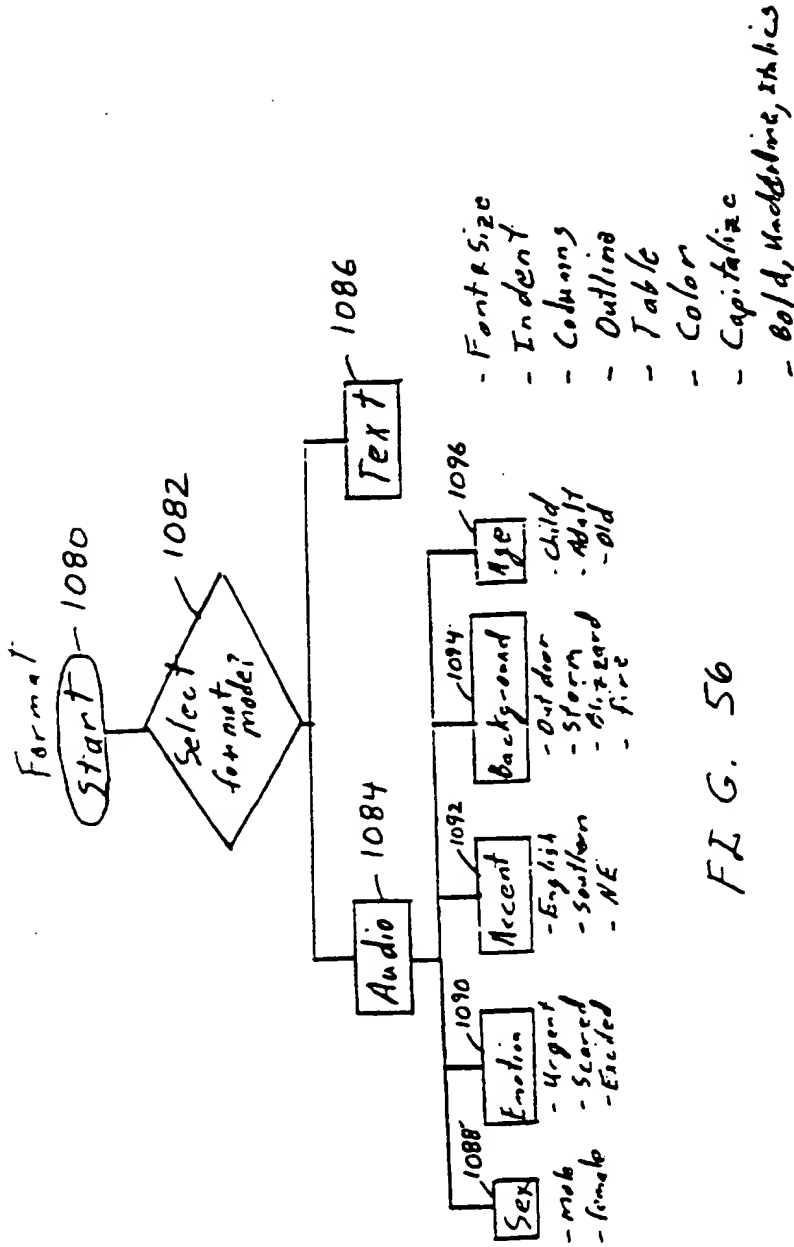 Format
Start
1080
Select
format
mode?
1082
Audio
1084
Text
1086
Sex
1088
- male
- female
Emotion
1090
- Urgent
- Scared
- Excited
Accent
1092
- English
- Southern
- NE
Background
1094
- Outdoor
- Storm
- Blizzard
- fire
Age
1096
- Child
- Adult
- Old
- Font & Size
- Indent
- Columns
- Outline
- Table
- Color
- Capitalize
- Bold, Underline, Italics
FIG. 56